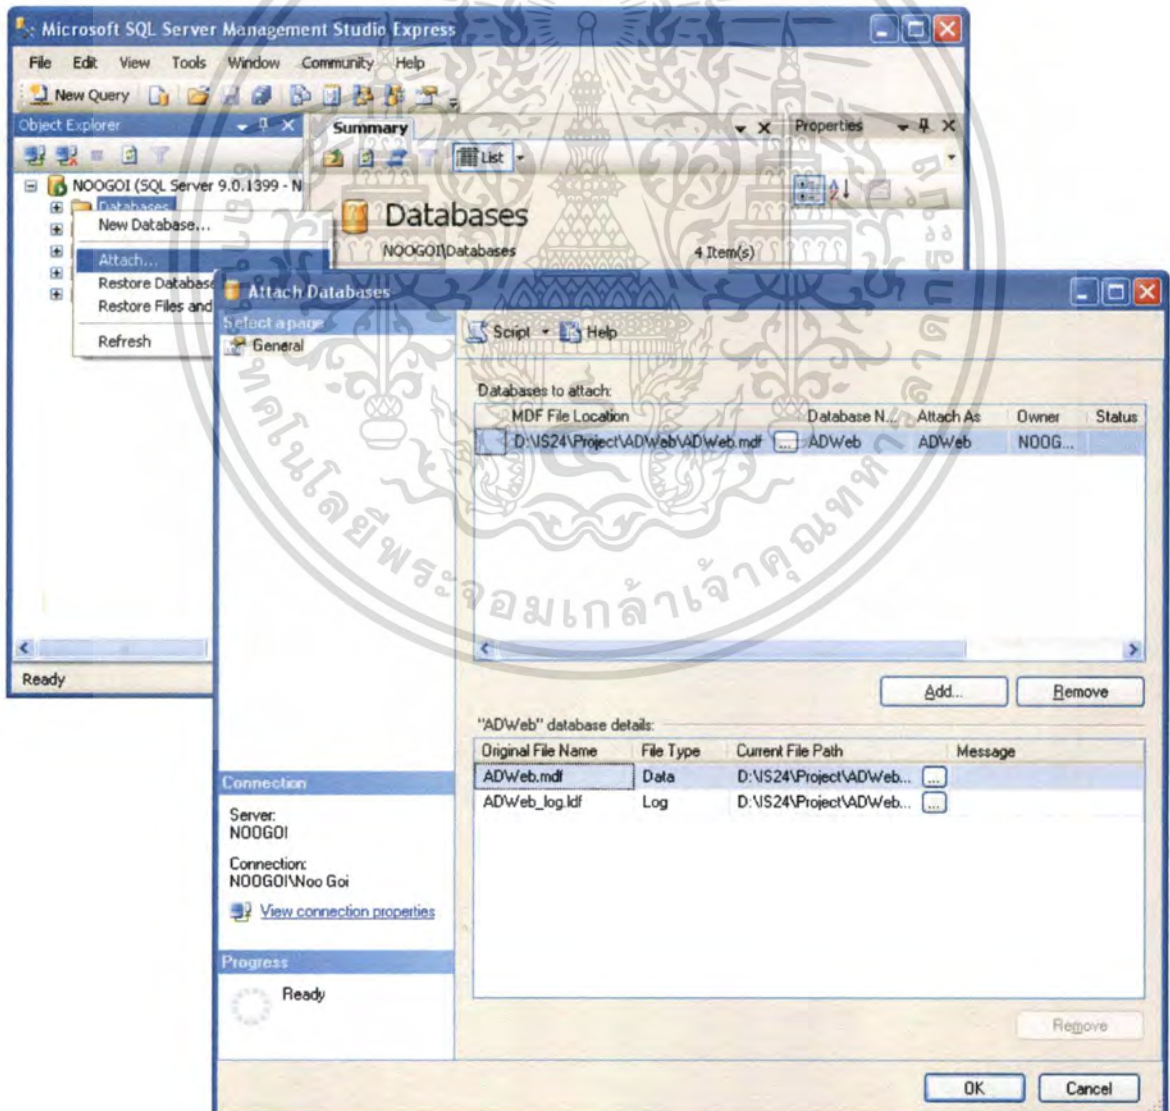 Microsoft SQL Server Management Studio Express
File Edit View Tools Window Community Help
New Query
Object Explorer
Summary
Properties
List
NOOGOI (SQL Server 9.0.1399 - N
Databases
New Database...
Attach...
Restore Database
Restore Files and
Refresh
Databases
NOOGOI\Databases
4 Item(s)
Ready
Attach Databases
Select a page
General
Script
Help
Databases to attach:
MDF File Location Database N... Attach As Owner Status
D:\IS24\Project\ADWeb\ADWeb.mdf ... ADWeb ADWeb NOOG...
Add...
Remove
"ADWeb" database details:
Original File Name File Type Current File Path Message
ADWeb.mdf Data D:\IS24\Project\ADWeb... ...
ADWeb_log.ldf Log D:\IS24\Project\ADWeb... ...
Connection
Server:
NOOGOI
Connection:
NOOGOI\Noo Goi
View connection properties
Progress
Ready
Remove
OK
Cancel